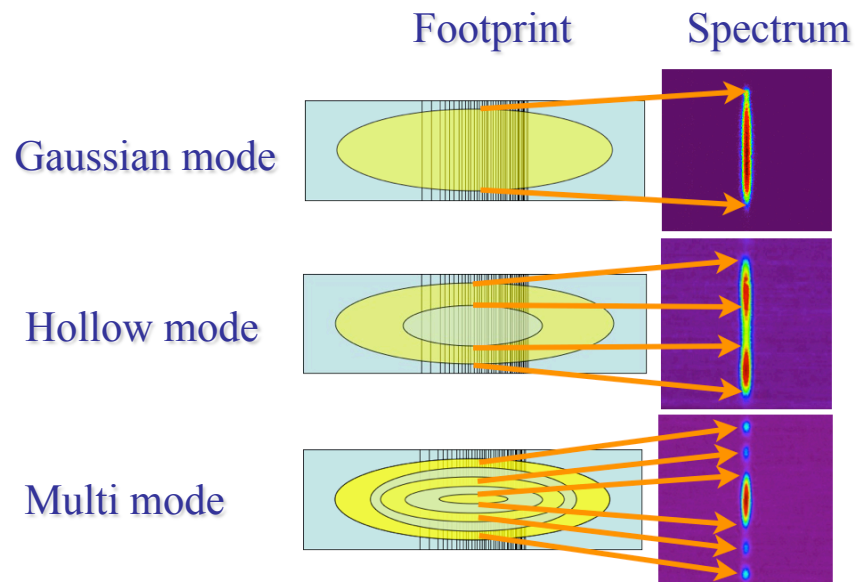 Footprint
Spectrum
Gaussian mode
Hollow mode
Multi mode